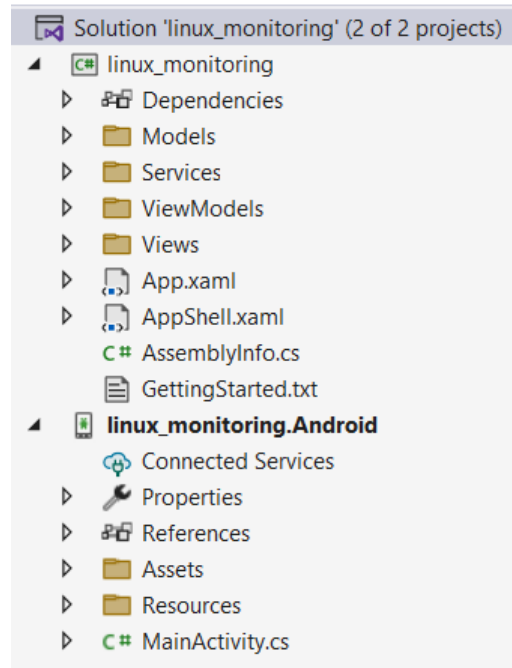 Solution 'linux_monitoring' (2 of 2 projects)
C# linux_monitoring
Dependencies
Models
Services
ViewModels
Views
App.xaml
AppShell.xaml
C# AssemblyInfo.cs
GettingStarted.txt
linux_monitoring.Android
Connected Services
Properties
References
Assets
Resources
C# MainActivity.cs